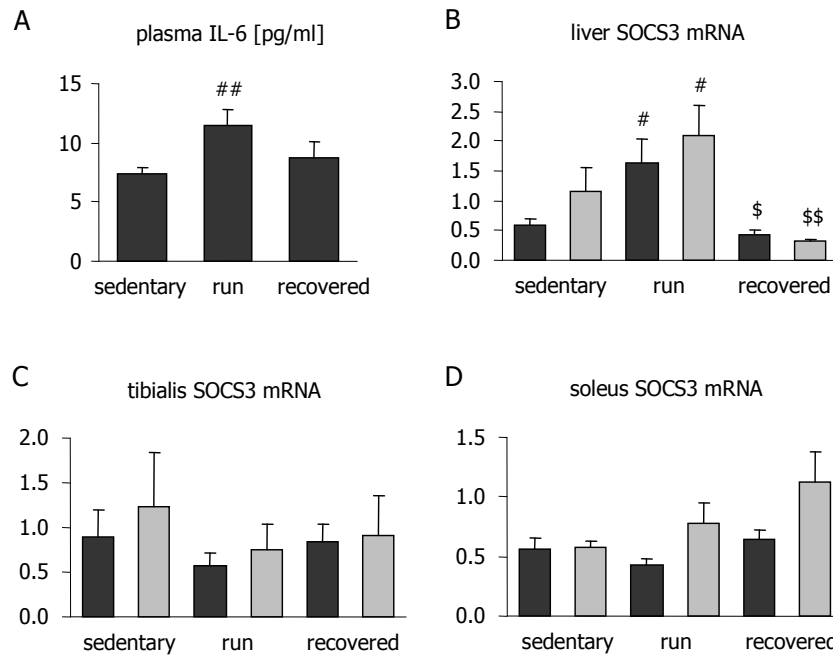 A
plasma IL-6 [pg/ml]
15
10
5
0
##
sedentary run recovered
B
liver SOCS3 mRNA
3.0
2.5
2.0
1.5
1.0
0.5
0.0
# #
$ $$
sedentary run recovered
C
tibialis SOCS3 mRNA
2.0
1.5
1.0
0.5
0.0
sedentary run recovered
D
soleus SOCS3 mRNA
1.5
1.0
0.5
0.0
sedentary run recovered